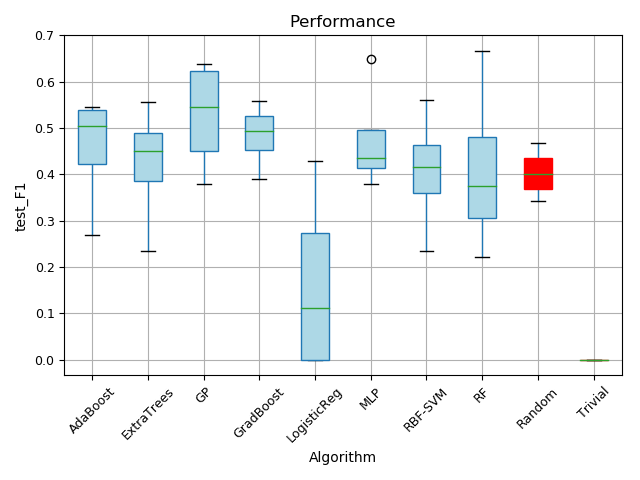 Performance
test_F1
0.7
0.6
0.5
0.4
0.3
0.2
0.1
0.0
AdaBoost
ExtraTrees
GP
GradBoost
LogisticReg
MLP
RBF-SVM
RF
Random
Trivial
Algorithm